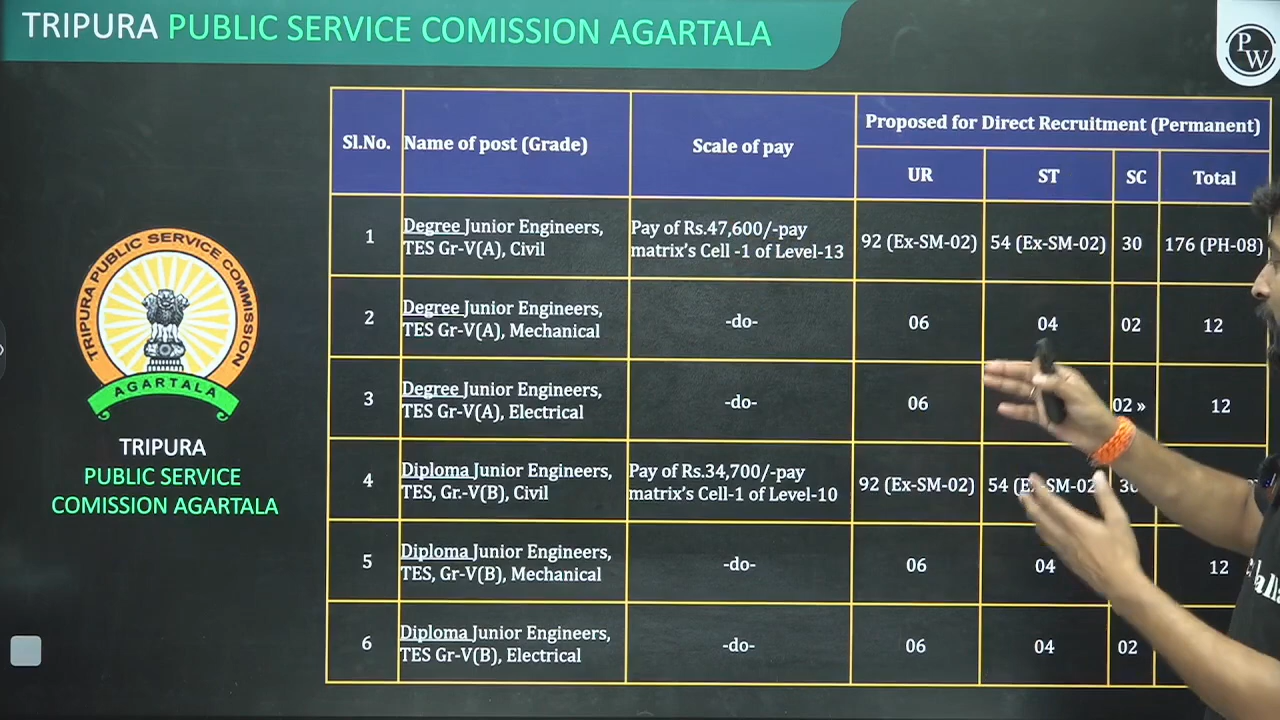 TRIPURA PUBLIC SERVICE COMISSION AGARTALA
PW
Sl.No. Name of post (Grade) Scale of pay Proposed for Direct Recruitment (Permanent)
UR ST SC Total
1 Degree Junior Engineers, TES Gr-V(A), Civil Pay of Rs.47,600/-pay matrix's Cell -1 of Level-13 92 (Ex-SM-02) 54 (Ex-SM-02) 30 176 (PH-08)
2 Degree Junior Engineers, TES Gr-V(A), Mechanical -do- 06 04 02 12
3 Degree Junior Engineers, TES Gr-V(A), Electrical -do- 06 02 » 12
4 Diploma Junior Engineers, TES, Gr.-V(B), Civil Pay of Rs.34,700/-pay matrix's Cell-1 of Level-10 92 (Ex-SM-02) 54
5 Diploma Junior Engineers, TES, Gr-V(B), Mechanical -do- 06 04 12
6 Diploma Junior Engineers, TES Gr-V(B), Electrical -do- 06 04 02
TRIPURA PUBLIC SERVICE COMMISSION
AGARTALA
TRIPURA
PUBLIC SERVICE
COMISSION AGARTALA